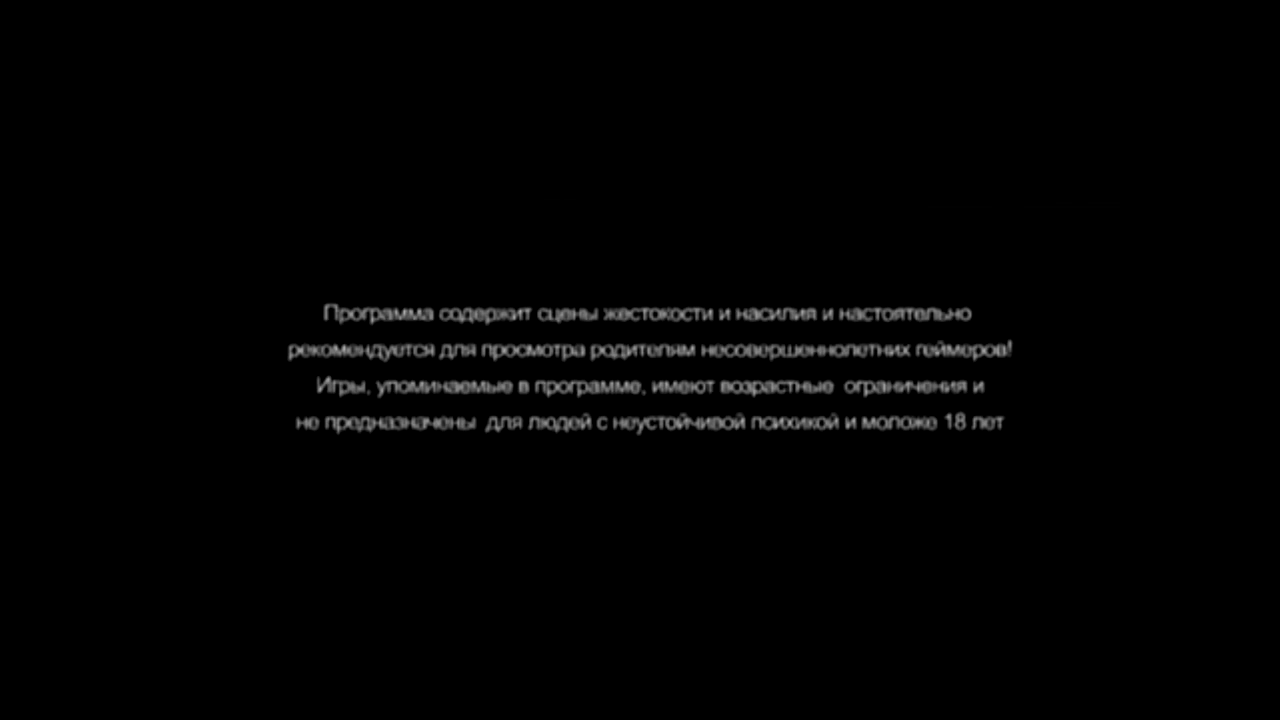 Программа содержит сцены жестокости и насилия и настоятельно
рекомендуется для просмотра родителям несовершеннолетних геймеров!
Игры, упоминаемые в программе, имеют возрастные ограничения и
не предназначены для людей с неустойчивой психикой и моложе 18 лет